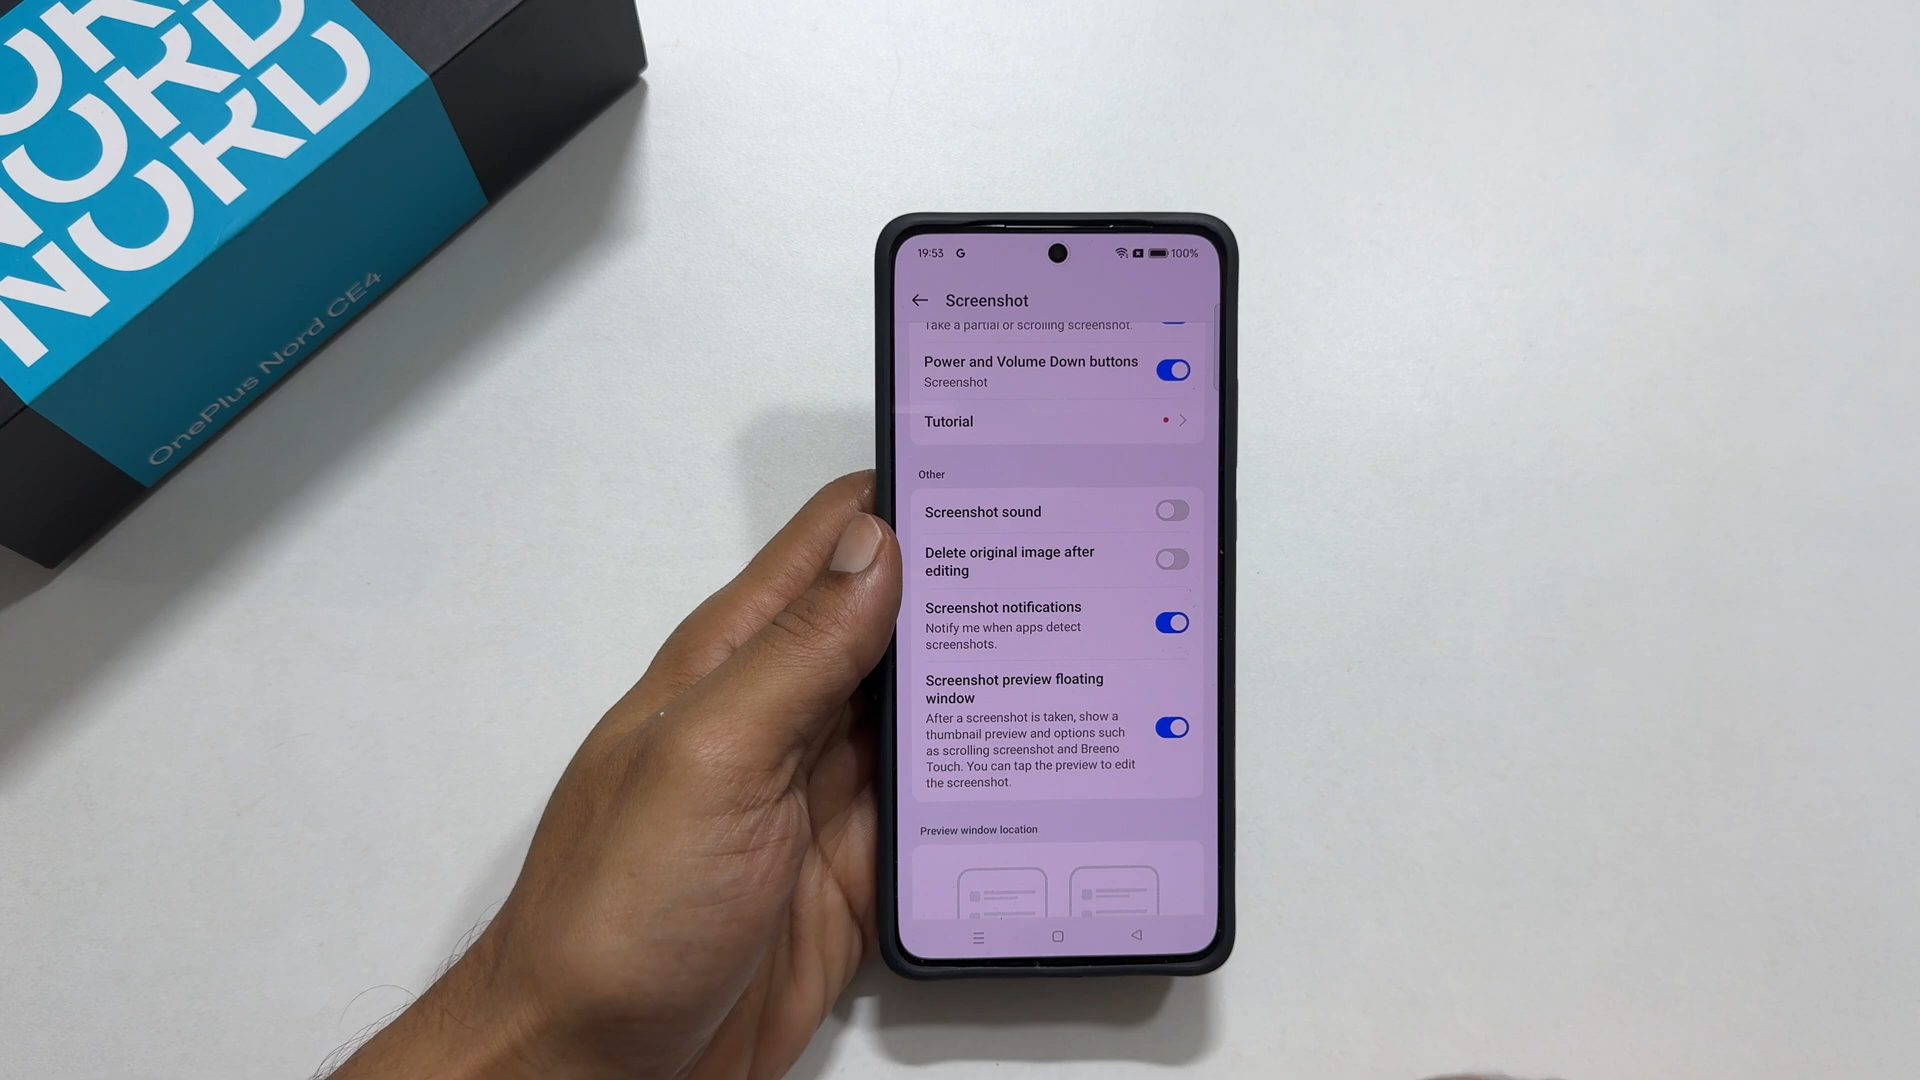 NORD
NORD
NORD
OnePlus Nord CE4
19:53 G 100%
Screenshot
Take a partial or scrolling screenshot.
Power and Volume Down buttons
Screenshot
Tutorial
Other
Screenshot sound
Delete original image after
editing
Screenshot notifications
Notify me when apps detect
screenshots.
Screenshot preview floating
window
After a screenshot is taken, show a
thumbnail preview and options such
as scrolling screenshot and Breeno
Touch. You can tap the preview to edit
the screenshot.
Preview window location